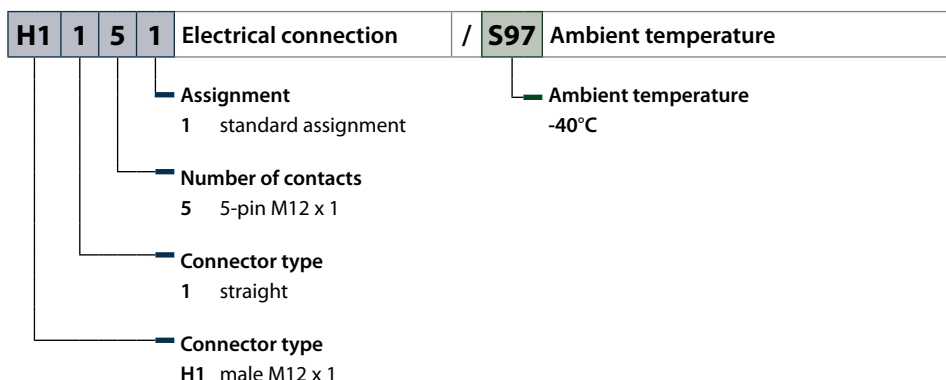 H1 1 5 1 Electrical connection / S97 Ambient temperature
Assignment
1 standard assignment
Number of contacts
5 5-pin M12 x 1
Connector type
1 straight
Connector type
H1 male M12 x 1
Ambient temperature
-40°C